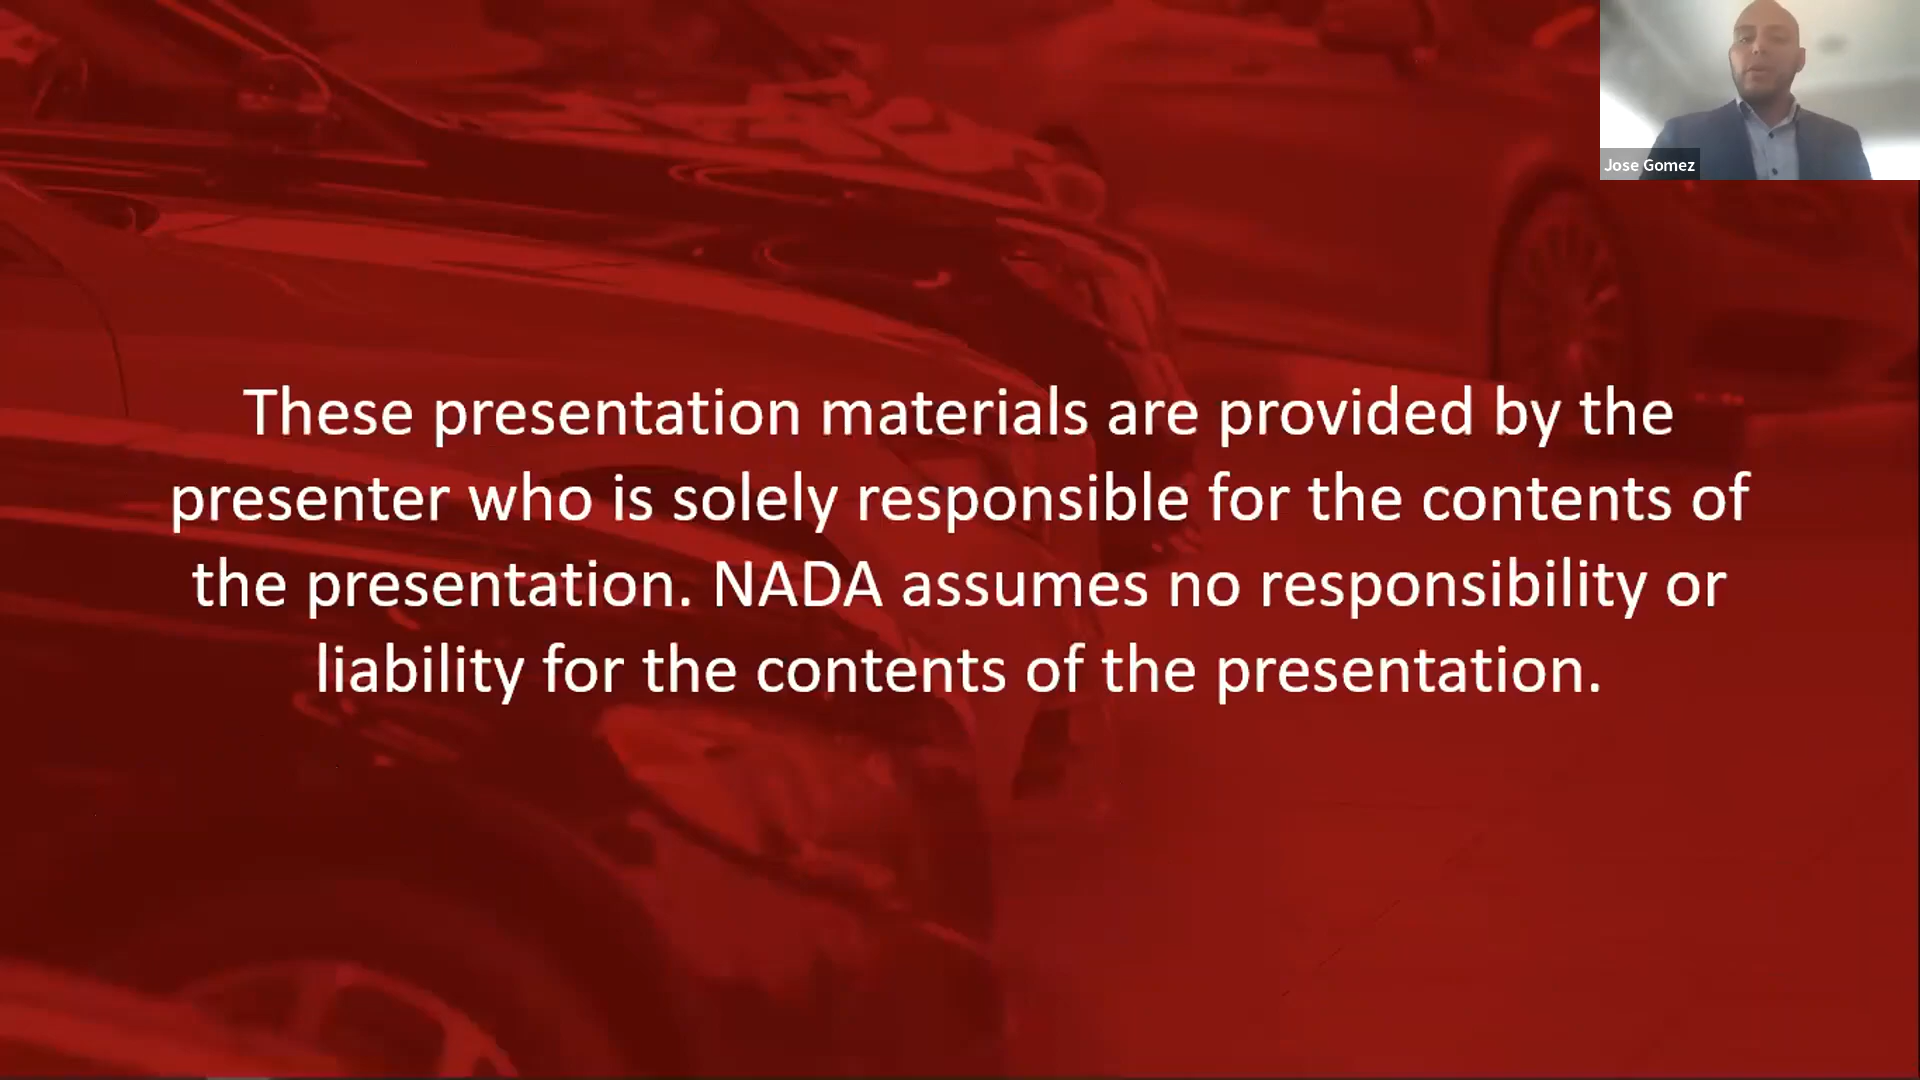 Jose Gomez
These presentation materials are provided by the
presenter who is solely responsible for the contents of
the presentation. NADA assumes no responsibility or
liability for the contents of the presentation.